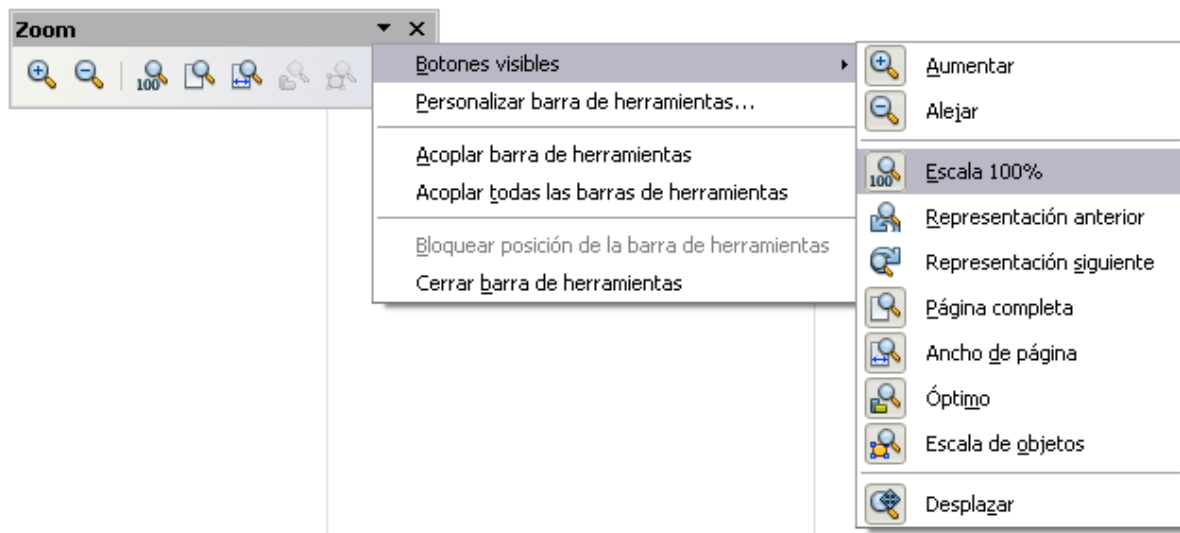 Zoom
100
Botones visibles
Personalizar barra de herramientas...
Acoplar barra de herramientas
Acoplar todas las barras de herramientas
Bloquear posición de la barra de herramientas
Cerrar barra de herramientas
Aumentar
Alejar
100
Escala 100%
Representación anterior
Representación siguiente
Página completa
Ancho de página
Óptimo
Escala de objetos
Desplazar